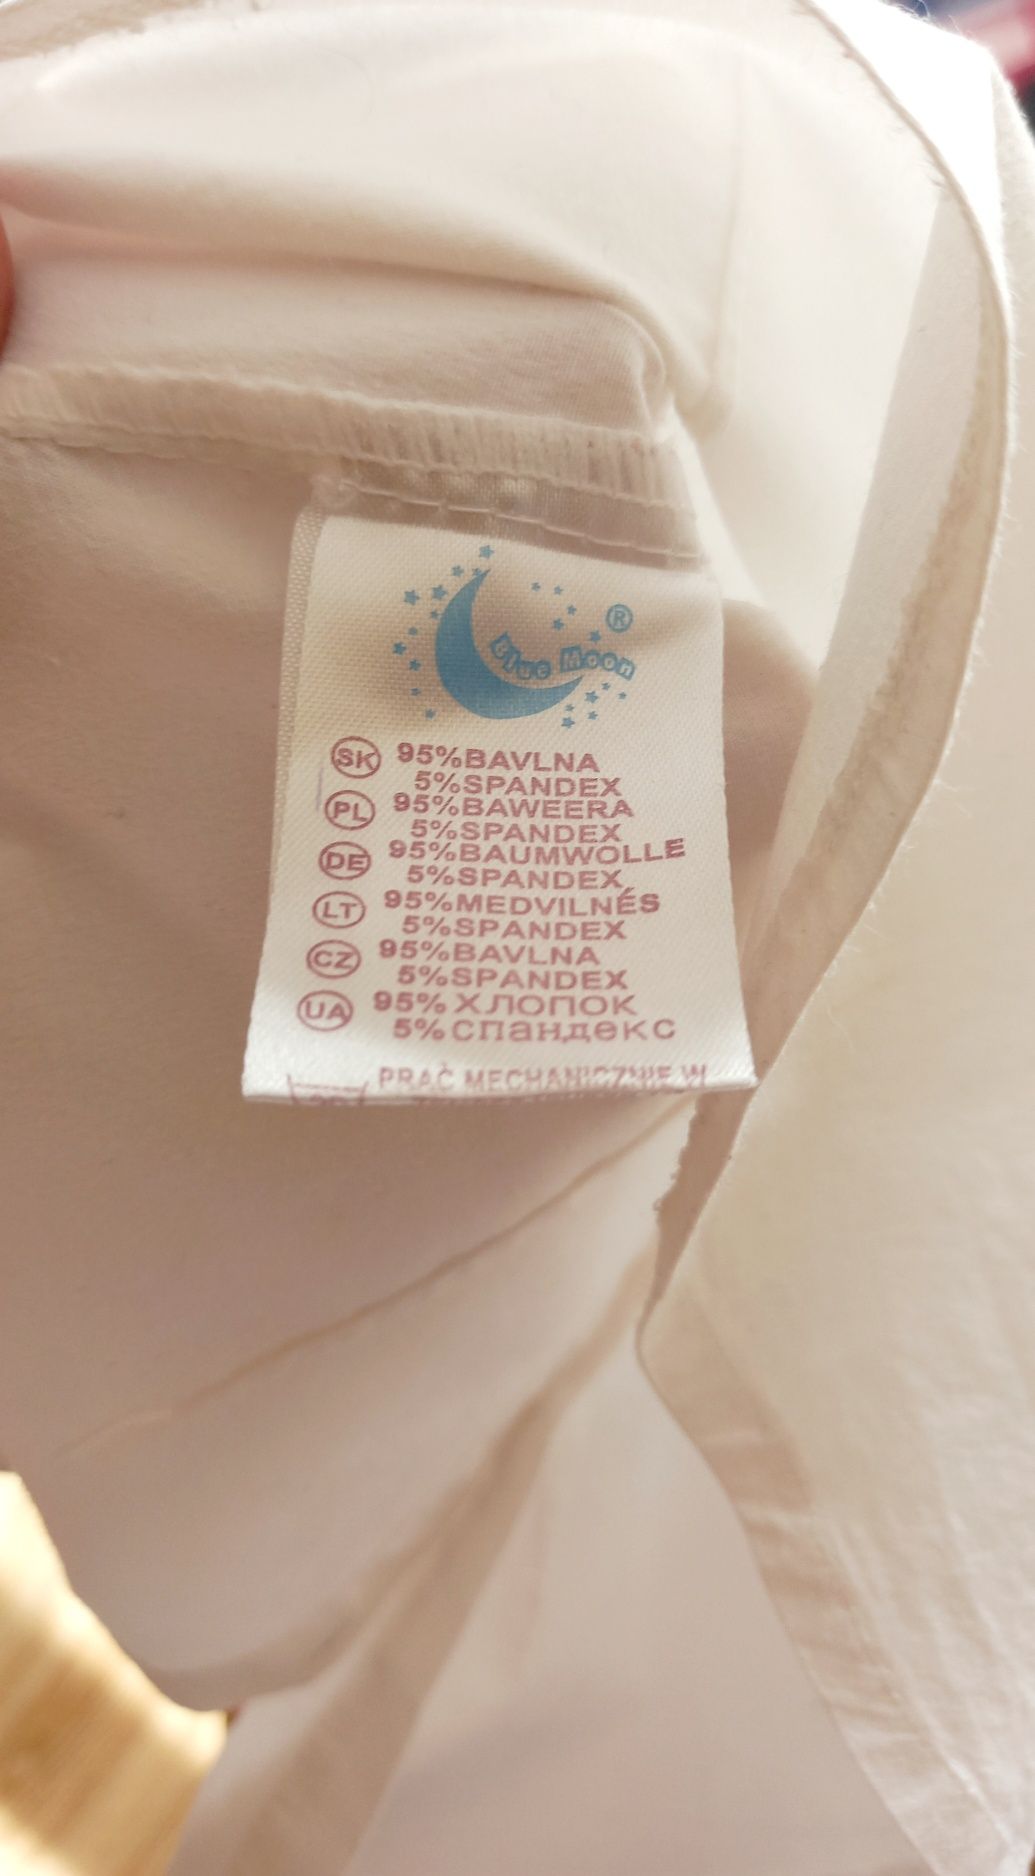 Blue Moon ®
SK 95%BAVLNA
5%SPANDEX
PL 95%BAWEERA
5%SPANDEX
DE 95%BAUMWOLLE
5%SPANDEX
LT 95%MEDVILNÉS
5%SPANDEX
CZ 95%BAVLNA
5%SPANDEX
UA 95% ХЛОПОК
5% спандекс
PRAĆ MECHANICZNIE W